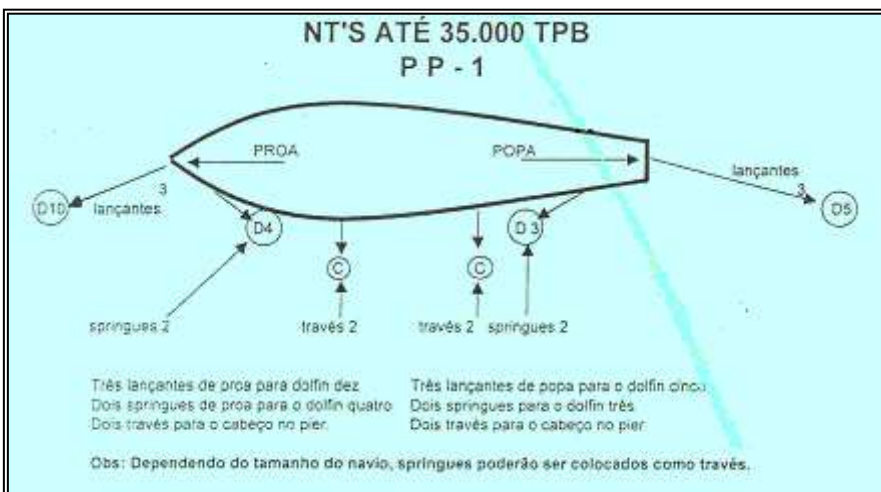 NT'S ATÉ 35.000 TPB
P P - 1
PROA
POPA
3
lançantes
lançantes
3
D10
D4
D 3
D5
C
C
springues 2
través 2
través 2
springues 2
Três lançantes de proa para dolfin dez
Dois springues de proa para o dolfin quatro
Dois través para o cabeço no pier.
Três lançantes de popa para o dolfin cinco
Dois springues para o dolfin três
Dois través para o cabeço no pier
Obs: Dependendo do tamanho do navio, springues poderão ser colocados como través.